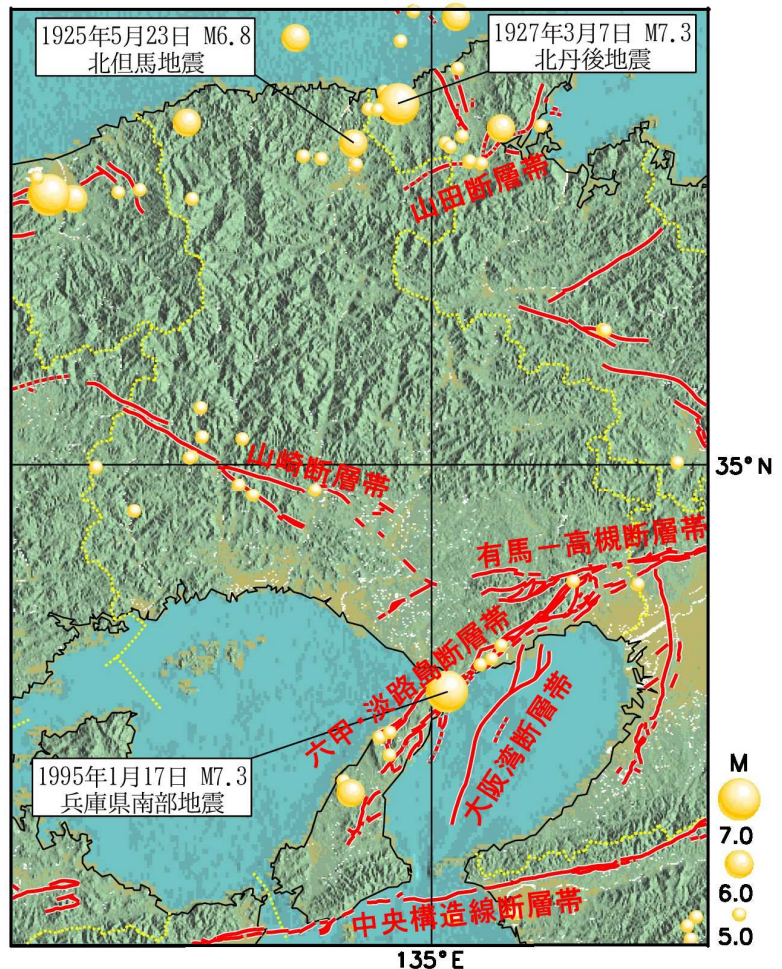 1925年5月23日 M6.8
北但馬地震
1927年3月7日 M7.3
北丹後地震
山田断層帯
山崎断層帯
35°N
有馬－高槻断層帯
六甲・淡路島断層帯
大阪湾断層帯
1995年1月17日 M7.3
兵庫県南部地震
中央構造線断層帯
M
7.0
6.0
5.0
135°E